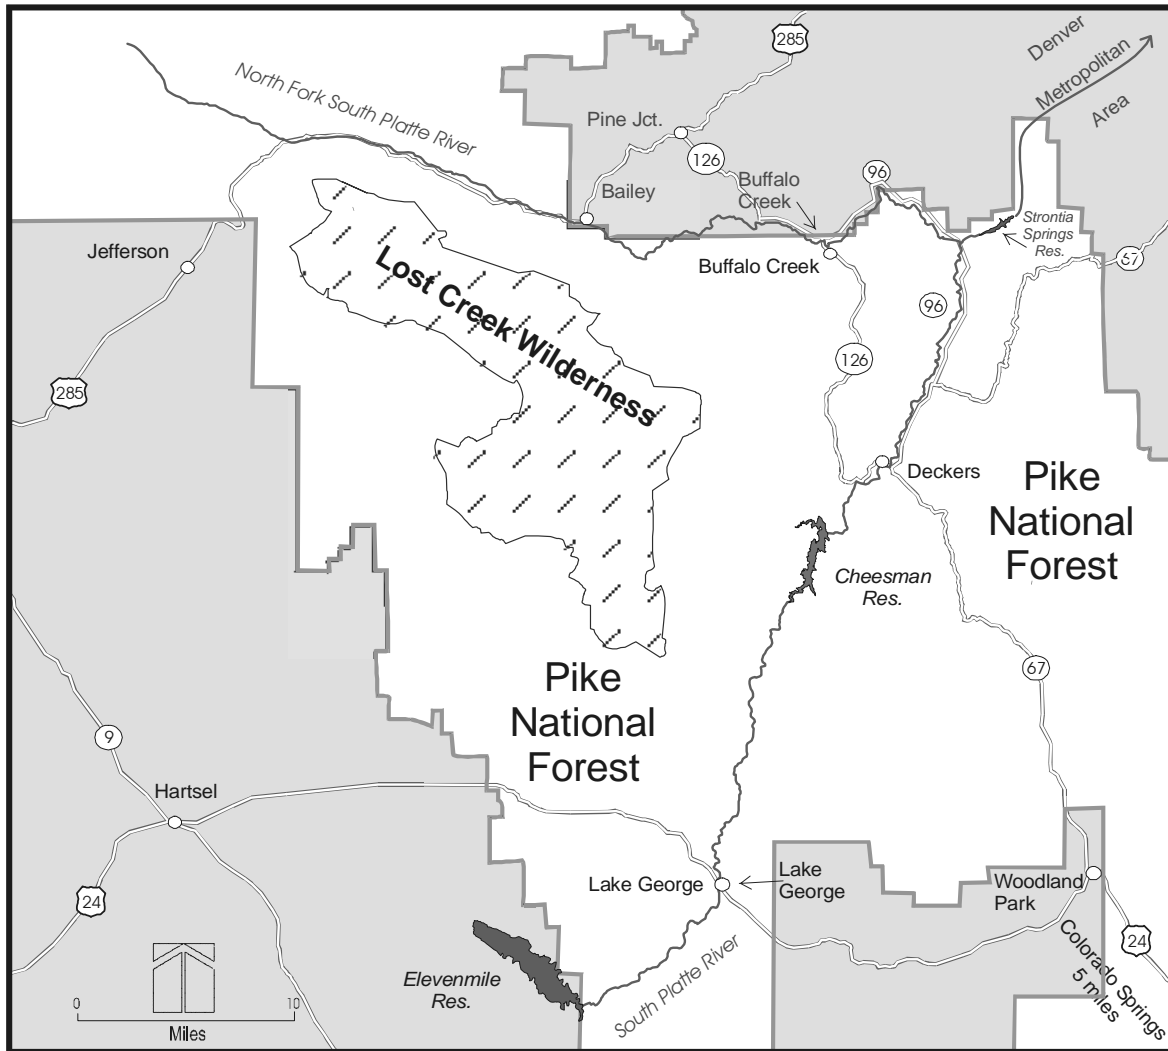 285
Denver
Metropolitan
Area
North Fork South Platte River
Pine Jct.
126
Buffalo
Creek
96
Bailey
Strontia
Springs
Res.
67
Jefferson
Buffalo Creek
96
Lost Creek Wilderness
126
285
Deckers
Pike
National
Forest
Cheesman
Res.
Pike
National
Forest
67
9
Hartsel
Lake George
Lake
George
Woodland
Park
24
24
Colorado Springs
5 miles
Elevenmile
Res.
South Platte River
0
10
Miles